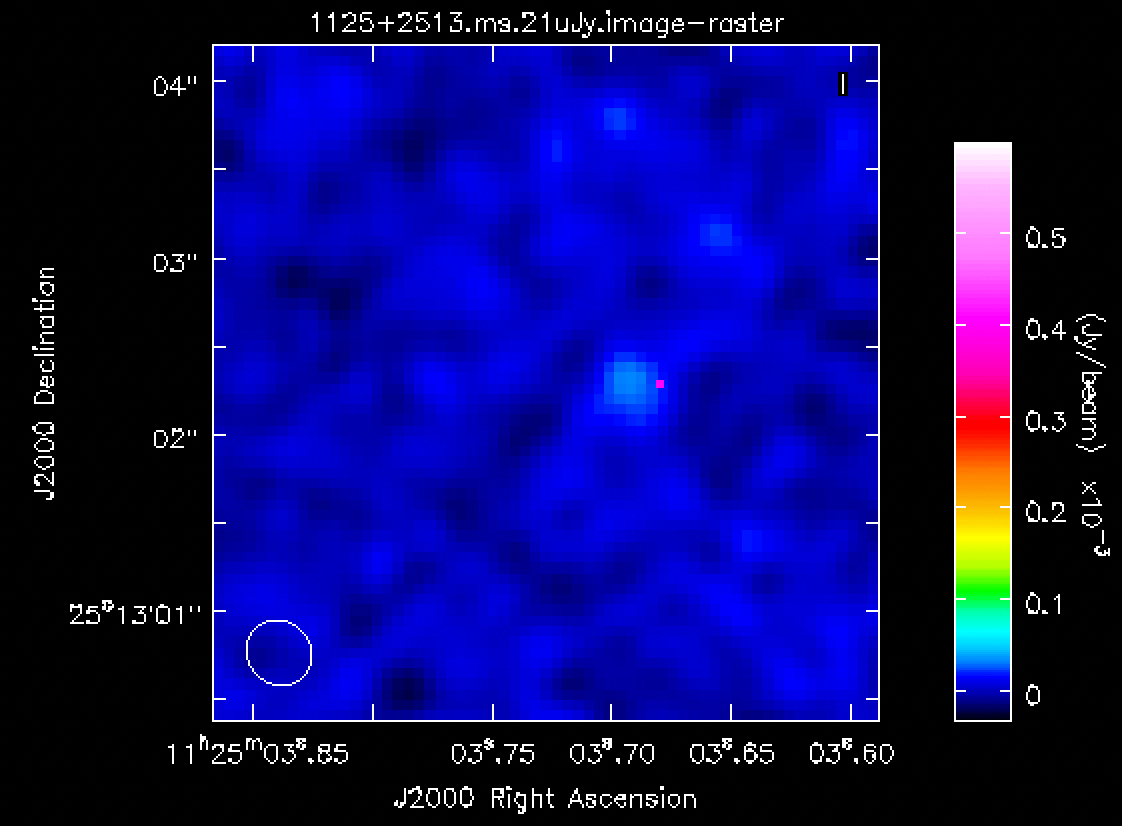 1125+2513.ms.21uJy.image-raster
04"
03"
02"
25°13'01"
J2000 Declination
I
11ʰ25ᵐ03ˢ.85
03ˢ.75
03ˢ.70
03ˢ.65
03ˢ.60
J2000 Right Ascension
0.5
0.4
0.3
0.2
0.1
0
(Jy/beam) x10⁻³